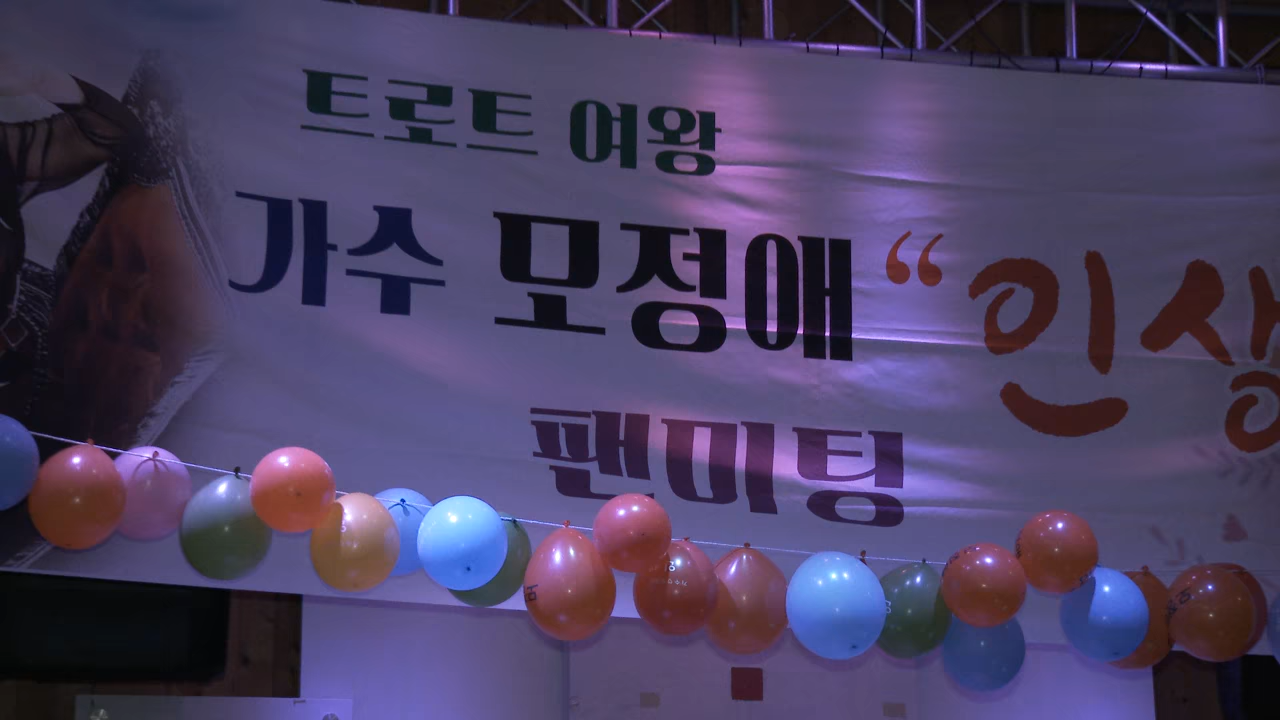 트로트 여왕
가수 모정애 “인생
팬미팅